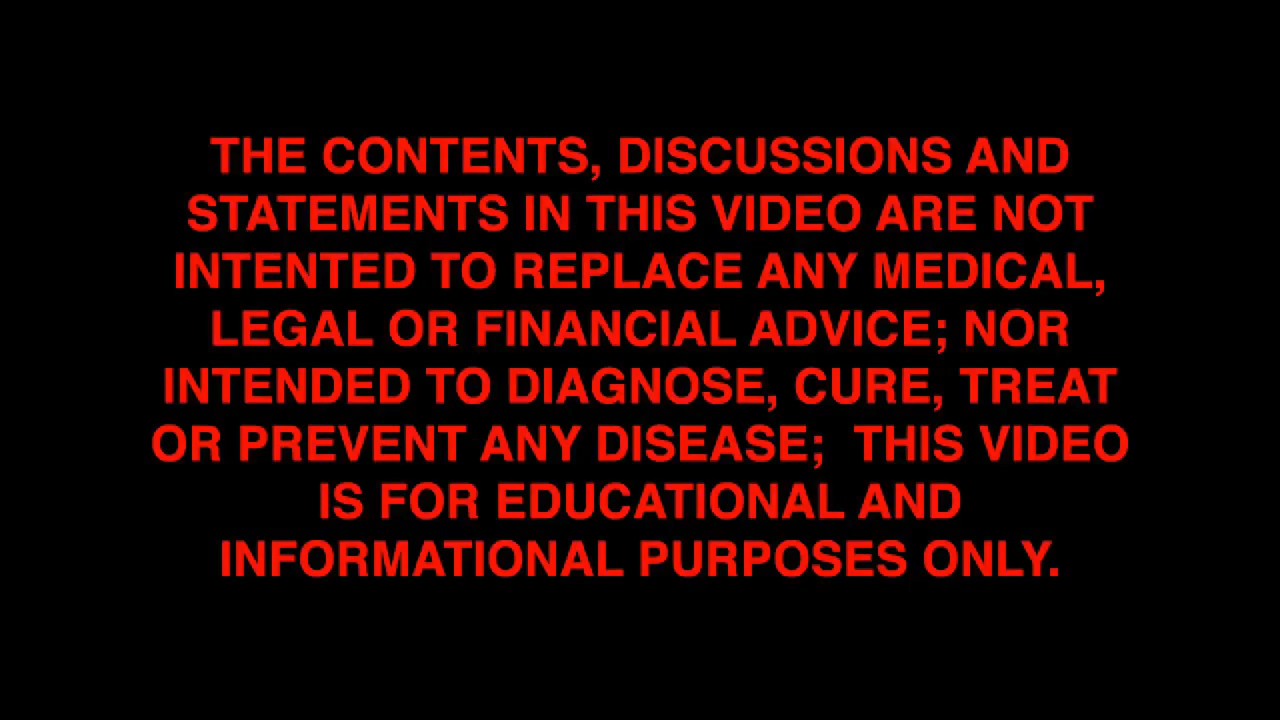 THE CONTENTS, DISCUSSIONS AND
STATEMENTS IN THIS VIDEO ARE NOT
INTENTED TO REPLACE ANY MEDICAL,
LEGAL OR FINANCIAL ADVICE; NOR
INTENDED TO DIAGNOSE, CURE, TREAT
OR PREVENT ANY DISEASE;  THIS VIDEO
IS FOR EDUCATIONAL AND
INFORMATIONAL PURPOSES ONLY.